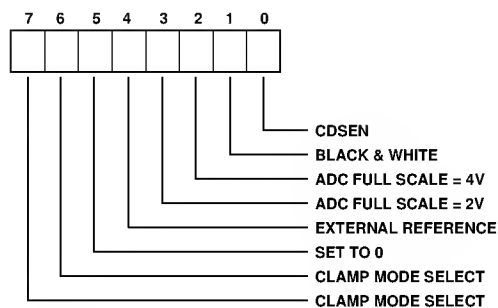 7 6 5 4 3 2 1 0
CDSEN
BLACK & WHITE
ADC FULL SCALE = 4V
ADC FULL SCALE = 2V
EXTERNAL REFERENCE
SET TO 0
CLAMP MODE SELECT
CLAMP MODE SELECT